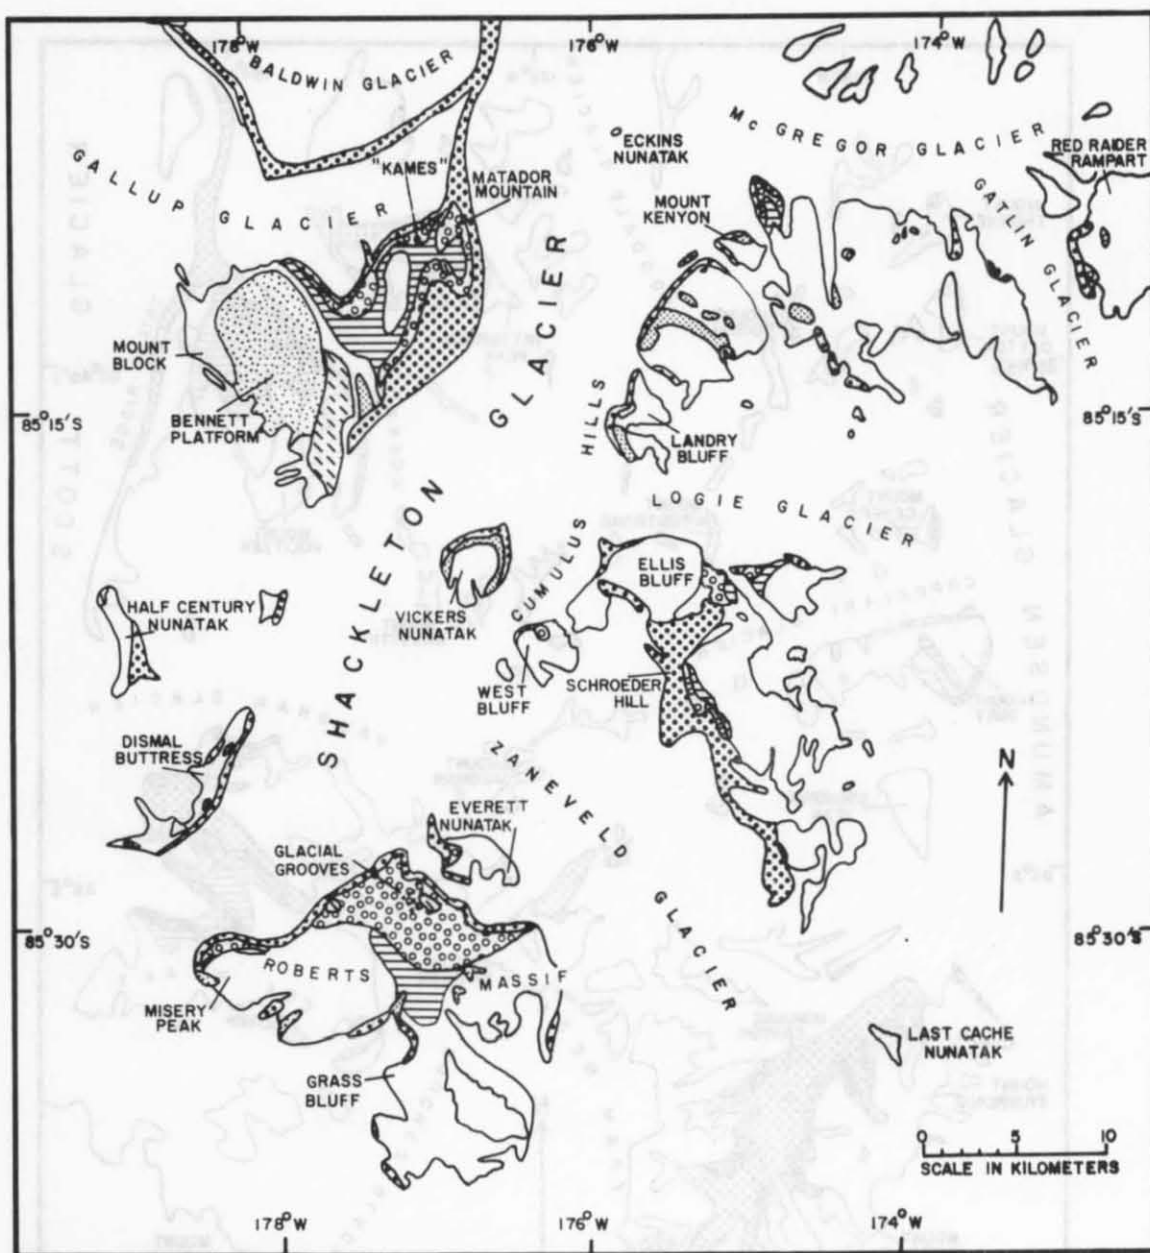 178°W
176°W
174°W
BALDWIN GLACIER
Mc GREGOR GLACIER
ECKINS
NUNATAK
RED RAIDER
RAMPART
GALLUP GLACIER
"KAMES"
MATADOR
MOUNTAIN
MOUNT
KENYON
GATLIN GLACIER
MOUNT
BLOCK
BENNETT
PLATFORM
85°15'S
85°15'S
SHACKLETON GLACIER
LANDRY
BLUFF
LOGIE GLACIER
CUMULUS HILLS
ELLIS
BLUFF
HALF CENTURY
NUNATAK
VICKERS
NUNATAK
WEST
BLUFF
SCHROEDER
HILL
DISMAL
BUTTRESS
ZANEVELD GLACIER
N
EVERETT
NUNATAK
GLACIAL
GROOVES
85°30'S
85°30'S
ROBERTS MASSIF
MISERY
PEAK
LAST CACHE
NUNATAK
GRASS
BLUFF
0 5 10
SCALE IN KILOMETERS
178°W
176°W
174°W